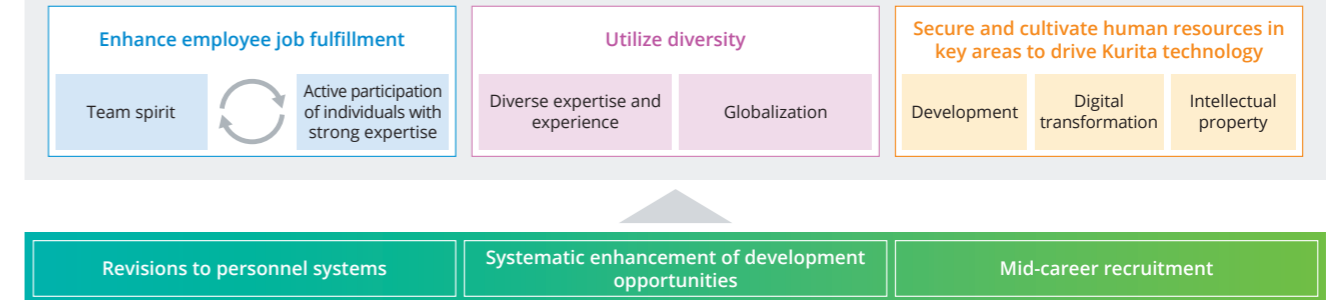 Enhance employee job fulfillment
Team spirit
Active participation
of individuals with
strong expertise
Utilize diversity
Diverse expertise and
experience
Globalization
Secure and cultivate human resources in
key areas to drive Kurita technology
Development
Digital
transformation
Intellectual
property
Revisions to personnel systems
Systematic enhancement of development
opportunities
Mid-career recruitment